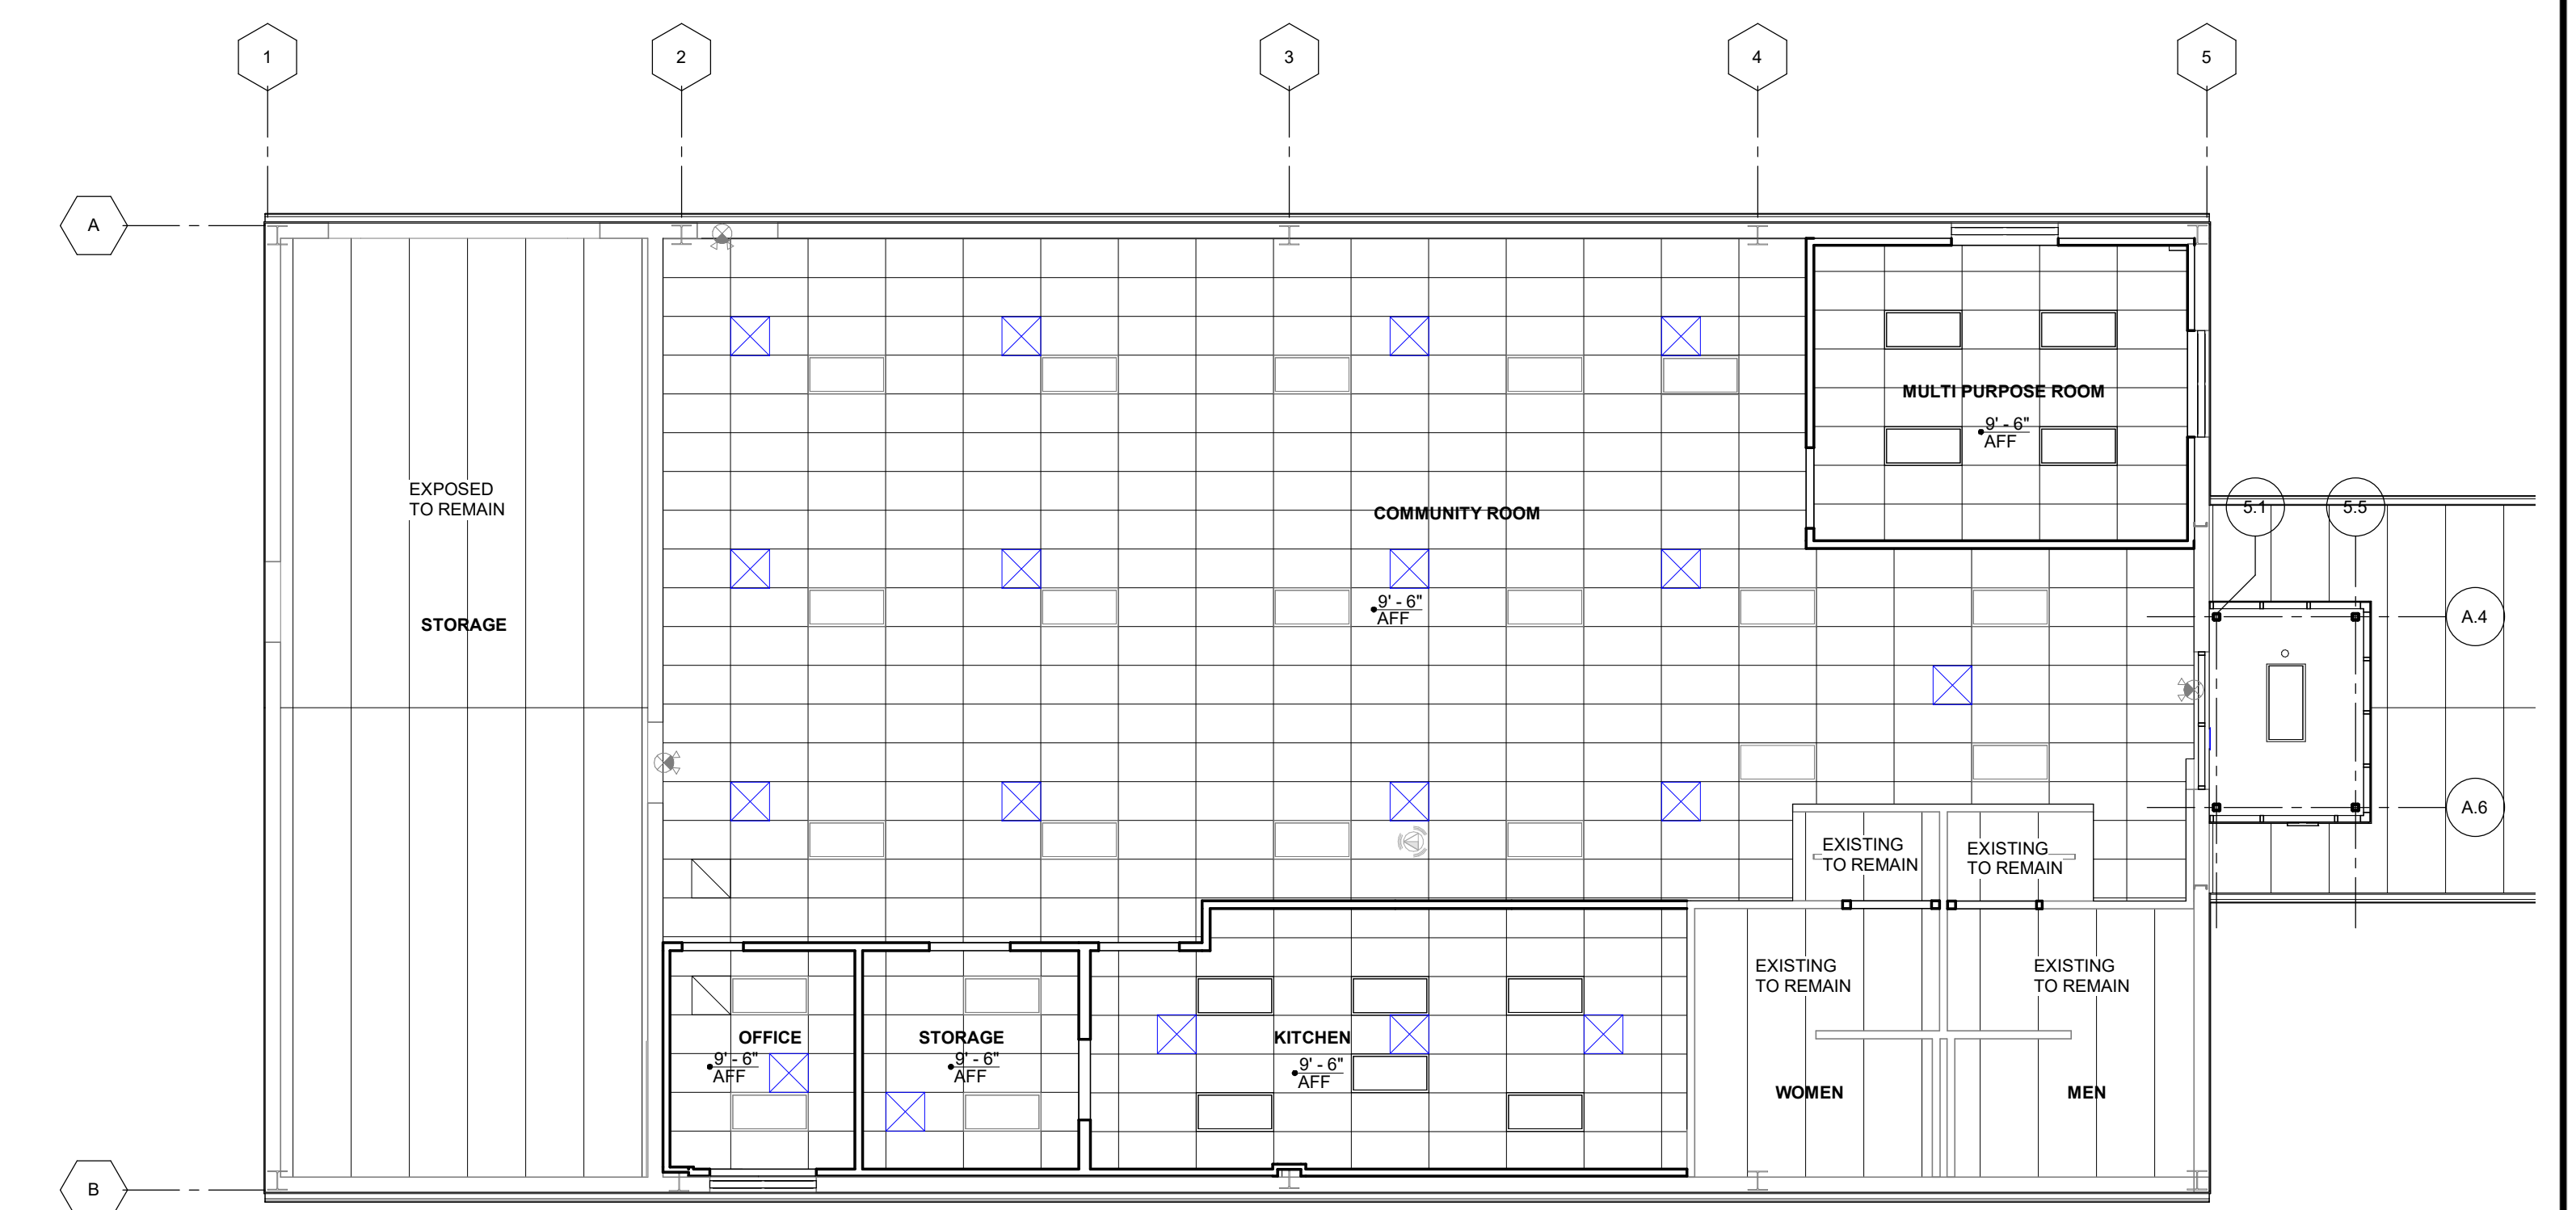 1
2
3
4
5
A
MULTI PURPOSE ROOM
9' - 6"
AFF
EXPOSED
TO REMAIN
COMMUNITY ROOM
5.1
5.5
9' - 6"
AFF
A.4
STORAGE
A.6
EXISTING
TO REMAIN
EXISTING
TO REMAIN
EXISTING
TO REMAIN
EXISTING
TO REMAIN
OFFICE
9' - 6"
AFF
STORAGE
9' - 6"
AFF
KITCHEN
9' - 6"
AFF
WOMEN
MEN
B